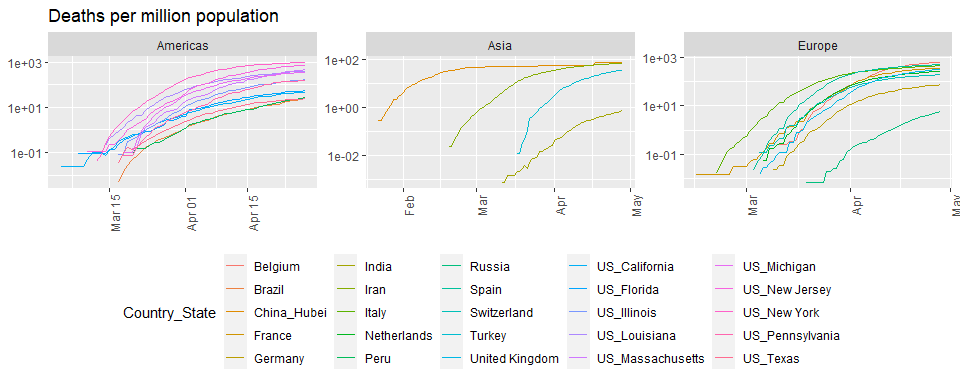 Deaths per million population
Americas
Asia
Europe
1e+03
1e+01
1e-01
1e+02
1e+00
1e-02
1e+03
1e+01
1e-01
Mar 15
Apr 01
Apr 15
Feb
Mar
Apr
May
Mar
Apr
May
Country_State
Belgium
Brazil
China_Hubei
France
Germany
India
Iran
Italy
Netherlands
Peru
Russia
Spain
Switzerland
Turkey
United Kingdom
US_California
US_Florida
US_Illinois
US_Louisiana
US_Massachusetts
US_Michigan
US_New Jersey
US_New York
US_Pennsylvania
US_Texas